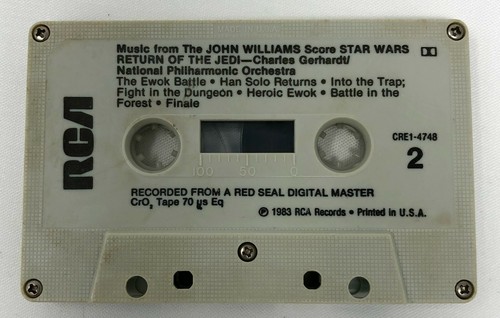 Music from The JOHN WILLIAMS Score STAR WARS
RETURN OF THE JEDI—Charles Gerhardt/
National Philharmonic Orchestra
The Ewok Battle • Han Solo Returns • Into the Trap;
Fight in the Dungeon • Heroic Ewok • Battle in the
Forest • Finale
RCA
CRE1-4748
2
100 50 0
RECORDED FROM A RED SEAL DIGITAL MASTER
CrO₂ Tape 70 µs Eq
℗ 1983 RCA Records • Printed in U.S.A.